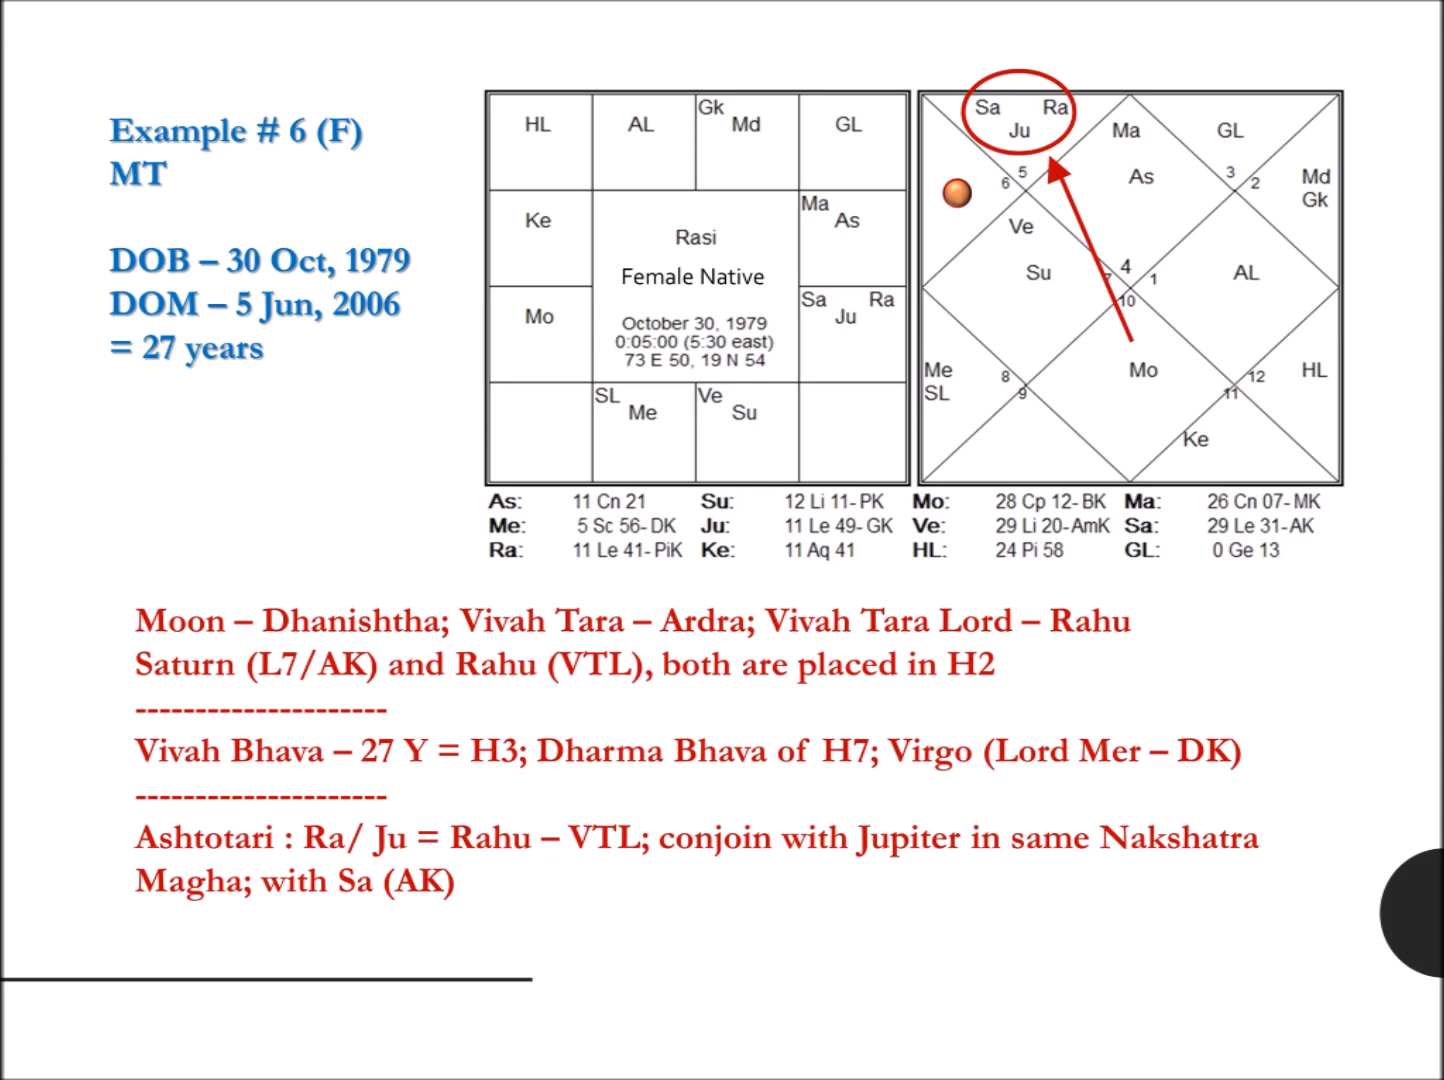 Example # 6 (F)
MT
DOB – 30 Oct, 1979
DOM – 5 Jun, 2006
= 27 years
HL
AL
Gk
Md
GL
Ke
Ma
As
Rasi
Female Native
October 30, 1979
0:05:00 (5:30 east)
73 E 50, 19 N 54
Mo
Sa Ra
Ju
SL
Me
Ve
Su
Sa Ra
Ju
Ma
GL
As
5
6
3
2
Md
Gk
Ve
Su
4
7
1
10
AL
Me
SL
8
9
Mo
12
11
HL
Ke
As: 11 Cn 21 Su: 12 Li 11- PK Mo: 28 Cp 12- BK Ma: 26 Cn 07- MK
Me: 5 Sc 56- DK Ju: 11 Le 49- GK Ve: 29 Li 20- AmK Sa: 29 Le 31- AK
Ra: 11 Le 41- PiK Ke: 11 Aq 41 HL: 24 Pi 58 GL: 0 Ge 13
Moon – Dhanishtha; Vivah Tara – Ardra; Vivah Tara Lord – Rahu
Saturn (L7/AK) and Rahu (VTL), both are placed in H2
---------------------
Vivah Bhava – 27 Y = H3; Dharma Bhava of H7; Virgo (Lord Mer – DK)
---------------------
Ashtotari : Ra/ Ju = Rahu – VTL; conjoin with Jupiter in same Nakshatra
Magha; with Sa (AK)